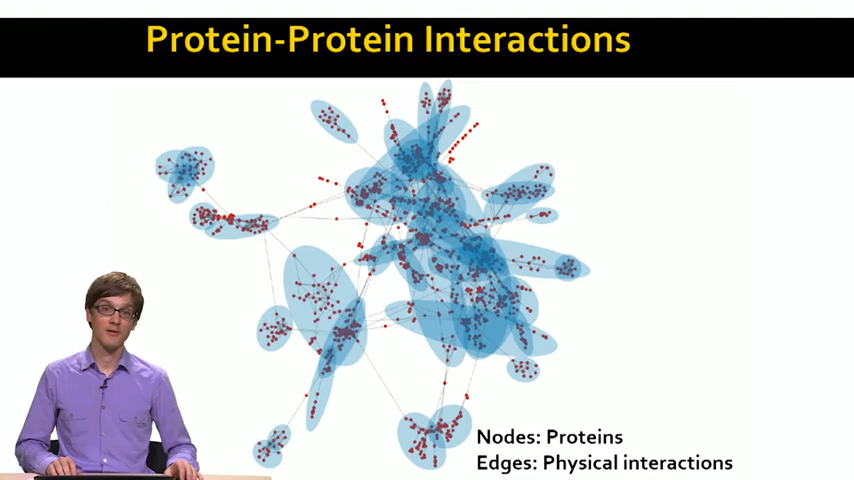 Protein-Protein Interactions
Nodes: Proteins
Edges: Physical interactions